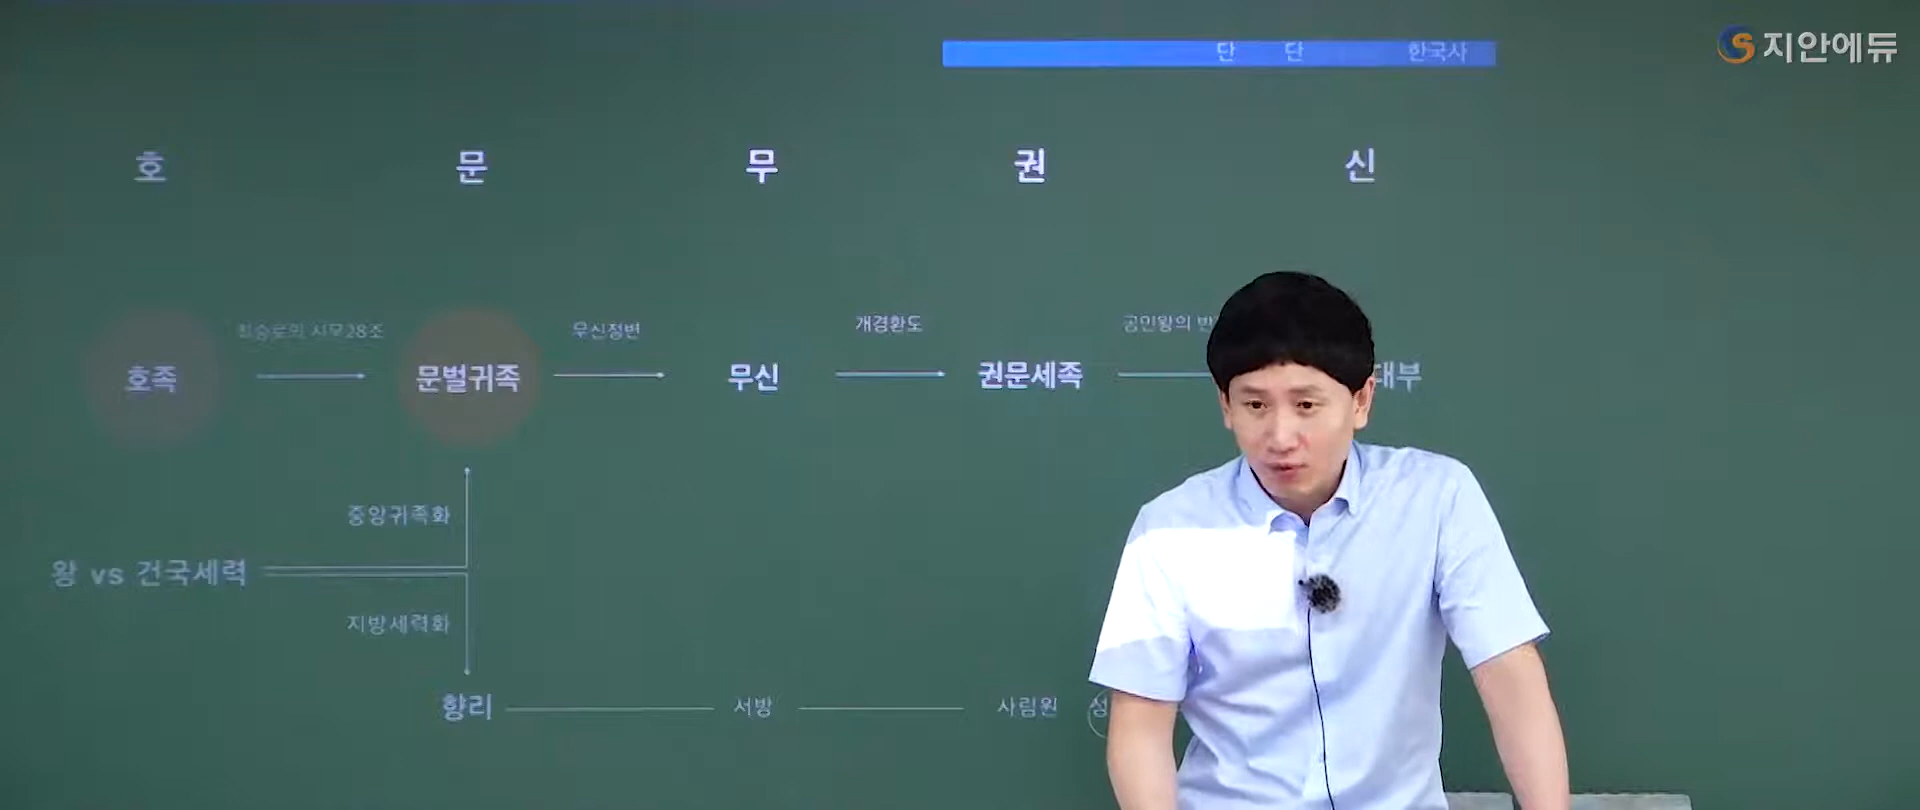 단 단 한국사
지안에듀
호 문 무 권 신
최승로의 시무28조 무신정변 개경환도 공민왕의 반
호족 문벌귀족 무신 권문세족 대부
중앙귀족화
왕 vs 건국세력
지방세력화
향리 서방 사림원 성